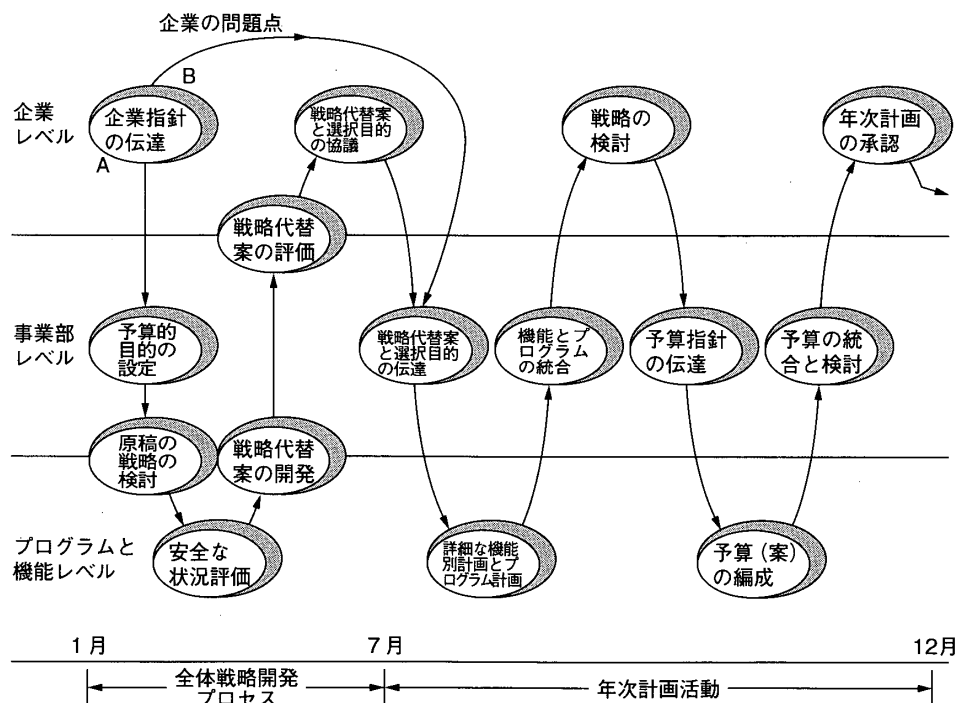 企業の問題点
B
企業
レベル
企業指針
の伝達
A
戦略代替案
と選択目的
の協議
戦略の
検討
年次計画
の承認
戦略代替
案の評価
事業部
レベル
予算的
目的の
設定
戦略代替案
と選択目的
の伝達
機能とプ
ログラム
の統合
予算指針
の伝達
予算の統
合と検討
原稿の
戦略の
検討
戦略代替
案の開発
プログラムと
機能レベル
安全な
状況評価
詳細な機能
別計画とプ
ログラム計画
予算(案)
の編成
1月
7月
12月
全体戦略開発
プロセス
年次計画活動